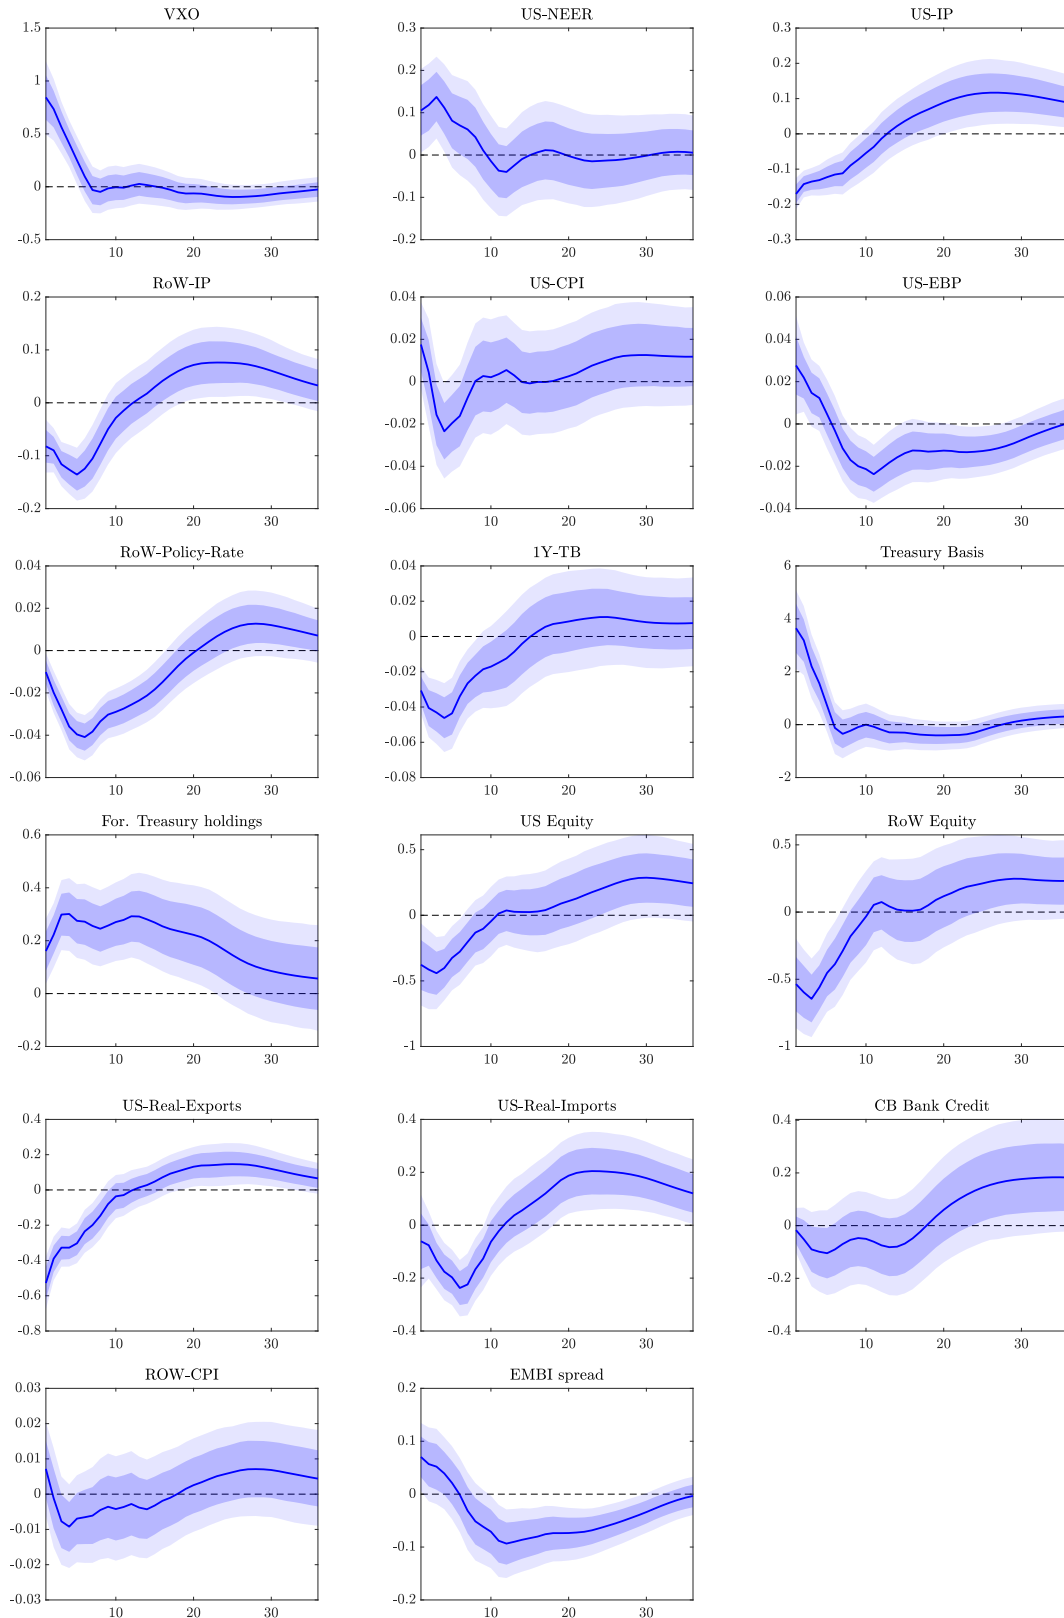 VXO
1.5
1
0.5
0
-0.5
10 20 30
US-NEER
0.3
0.2
0.1
0
-0.1
-0.2
10 20 30
US-IP
0.3
0.2
0.1
0
-0.1
-0.2
-0.3
10 20 30
RoW-IP
0.2
0.1
0
-0.1
-0.2
10 20 30
US-CPI
0.04
0.02
0
-0.02
-0.04
-0.06
10 20 30
US-EBP
0.06
0.04
0.02
0
-0.02
-0.04
10 20 30
RoW-Policy-Rate
0.04
0.02
0
-0.02
-0.04
-0.06
10 20 30
1Y-TB
0.04
0.02
0
-0.02
-0.04
-0.06
-0.08
10 20 30
Treasury Basis
6
4
2
0
-2
10 20 30
For. Treasury holdings
0.6
0.4
0.2
0
-0.2
10 20 30
US Equity
0.5
0
-0.5
-1
10 20 30
RoW Equity
0.5
0
-0.5
-1
10 20 30
US-Real-Exports
0.4
0.2
0
-0.2
-0.4
-0.6
-0.8
10 20 30
US-Real-Imports
0.4
0.2
0
-0.2
-0.4
10 20 30
CB Bank Credit
0.4
0.2
0
-0.2
-0.4
10 20 30
ROW-CPI
0.03
0.02
0.01
0
-0.01
-0.02
-0.03
10 20 30
EMBI spread
0.2
0.1
0
-0.1
-0.2
10 20 30